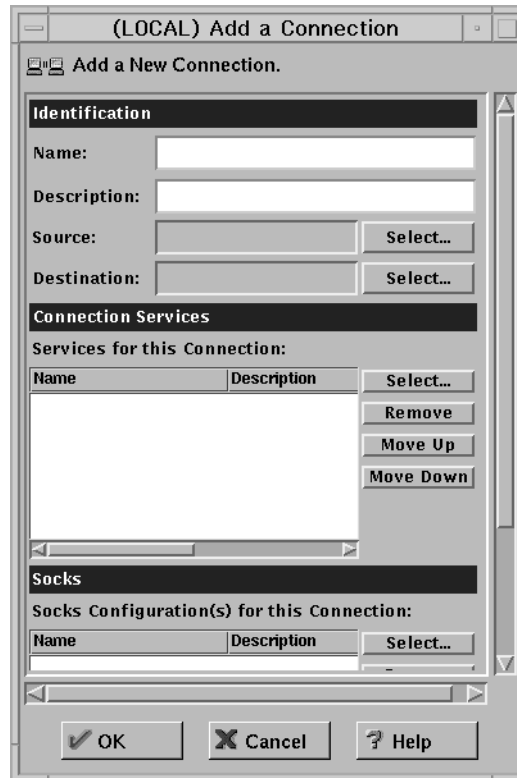 (LOCAL) Add a Connection
Add a New Connection.
Identification
Name:
Description:
Source: Select...
Destination: Select...
Connection Services
Services for this Connection:
Name Description Select...
Remove
Move Up
Move Down
Socks
Socks Configuration(s) for this Connection:
Name Description Select...
OK Cancel ? Help